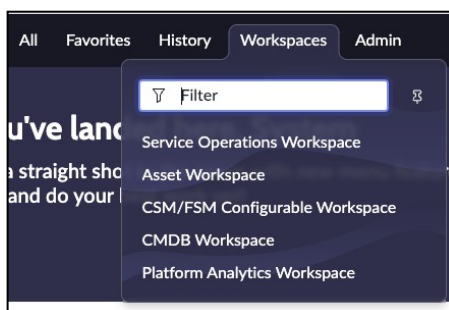 All Favorites History Workspaces Admin
Filter
u've land
Service Operations Workspace
a straight sho
Asset Workspace
and do your
CSM/FSM Configurable Workspace
CMDB Workspace
Platform Analytics Workspace